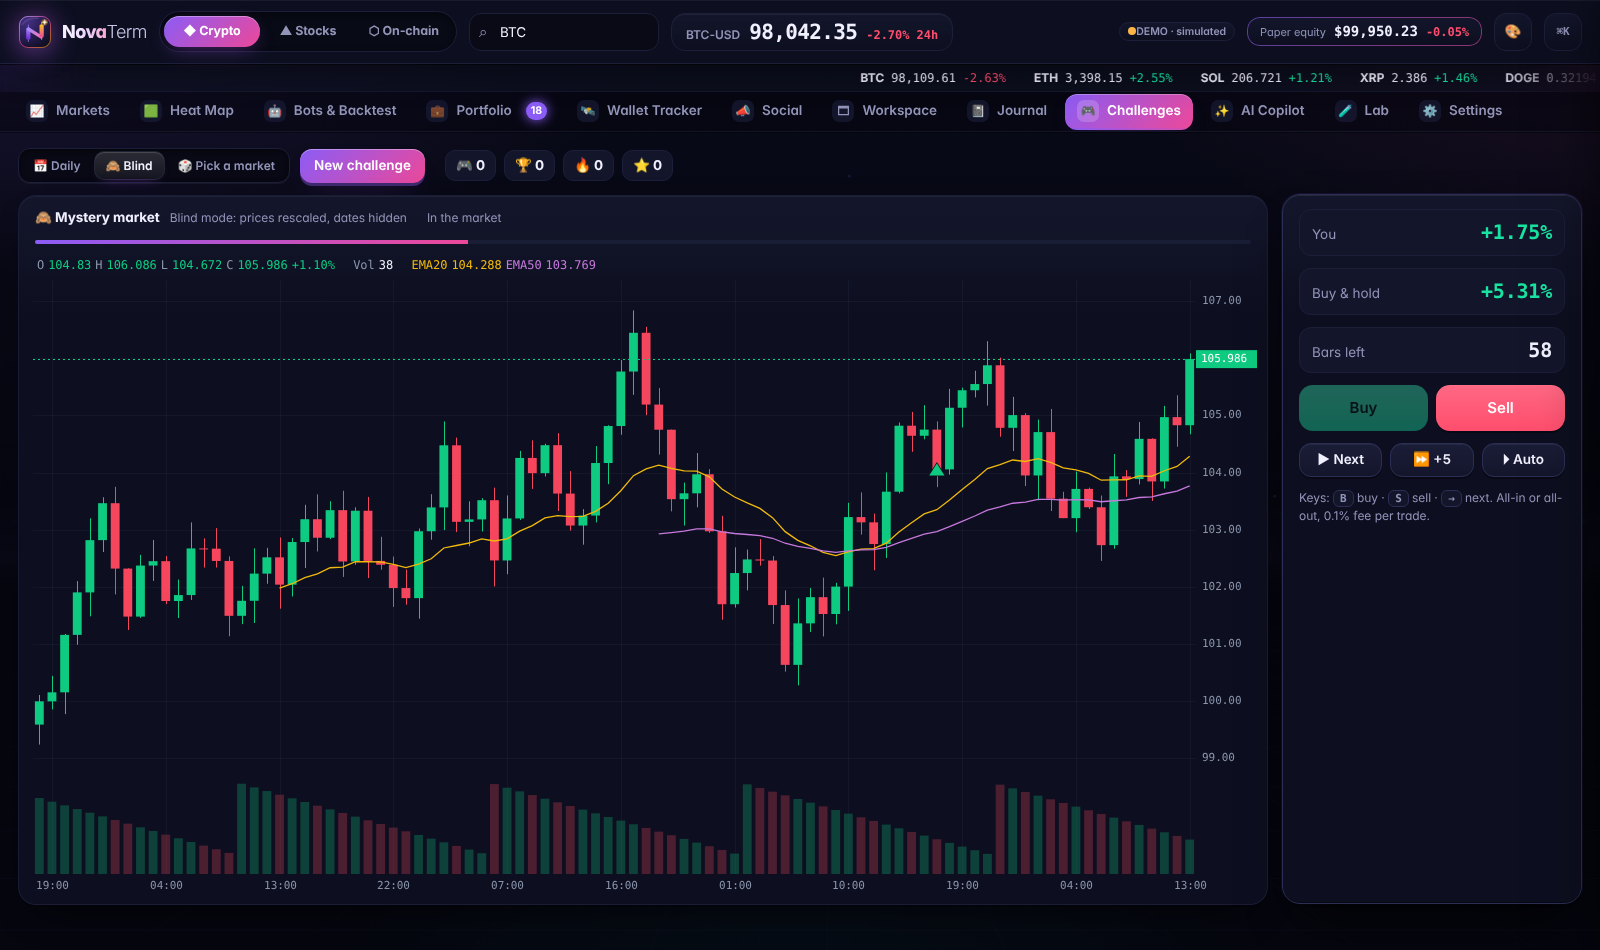 NovaTerm
Crypto
Stocks
On-chain
BTC
BTC-USD 98,042.35 -2.70% 24h
DEMO · simulated
Paper equity $99,950.23 -0.05%
⌘K
BTC 98,109.61 -2.63% ETH 3,398.15 +2.55% SOL 206.721 +1.21% XRP 2.386 +1.46% DOGE 0.32194
Markets
Heat Map
Bots & Backtest
Portfolio 18
Wallet Tracker
Social
Workspace
Journal
Challenges
AI Copilot
Lab
Settings
Daily
Blind
Pick a market
New challenge
0
0
0
0
Mystery market Blind mode: prices rescaled, dates hidden In the market
O 104.83 H 106.086 L 104.672 C 105.986 +1.10% Vol 38 EMA20 104.288 EMA50 103.769
107.00
105.986
105.00
104.00
103.00
102.00
101.00
100.00
99.00
19:00 04:00 13:00 22:00 07:00 16:00 01:00 10:00 19:00 04:00 13:00
You +1.75%
Buy & hold +5.31%
Bars left 58
Buy
Sell
Next
+5
Auto
Keys: B buy · S sell · → next. All-in or all-
out, 0.1% fee per trade.